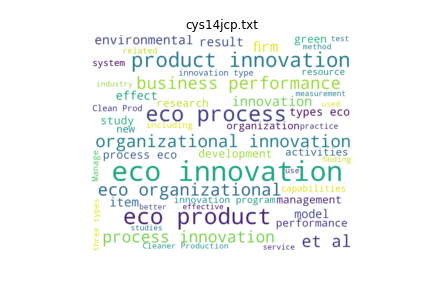 cys14jcp.txt
environmental result firm green test
related method
system product innovation
innovation type resource
industry business performance
effect research innovation measurement used
Clean Prod eco process types eco
study including organization practice
new organizational innovation
process eco development activities finding
Manage eco innovation use
eco organizational capabilities
item innovation program management
three types better effective
eco product model performance
studies
process innovation et al
Cleaner Production service